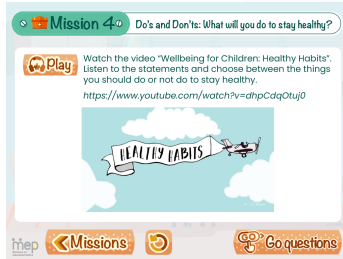 Mission 4
Do's and Don'ts: What will you do to stay healthy?
Play
Watch the video "Wellbeing for Children: Healthy Habits".
Listen to the statements and choose between the things
you should do or not do to stay healthy.
https://www.youtube.com/watch?v=dhpCdqOtuj0
HEALTHY HABITS
mep
Missions
GO
Go questions